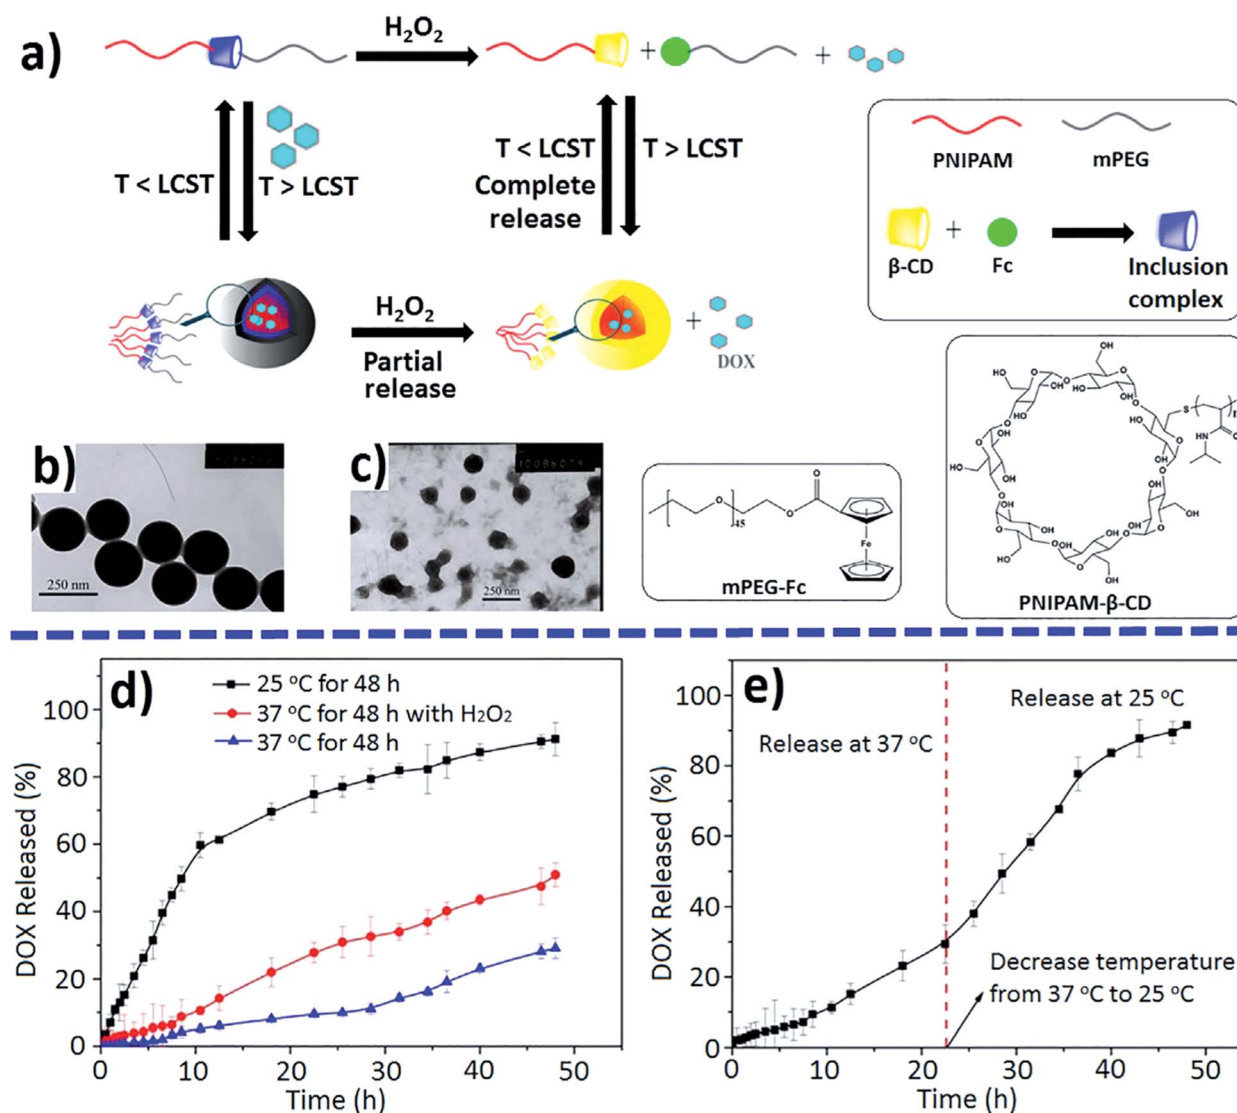 a)
H2O2
+
+
T < LCST
T > LCST
T < LCST
T > LCST
Complete
release
H2O2
Partial
release
+
DOX
PNIPAM
mPEG
+
β-CD
Fc
Inclusion
complex
b)
250 nm
c)
250 nm
O
O
45
O
Fe
mPEG-Fc
PNIPAM-β-CD
d)
25 °C for 48 h
37 °C for 48 h with H2O2
37 °C for 48 h
DOX Released (%)
100
80
60
40
20
0
0 10 20 30 40 50
Time (h)
e)
Release at 37 °C
Release at 25 °C
Decrease temperature
from 37 °C to 25 °C
DOX Released (%)
100
80
60
40
20
0
0 10 20 30 40 50
Time (h)